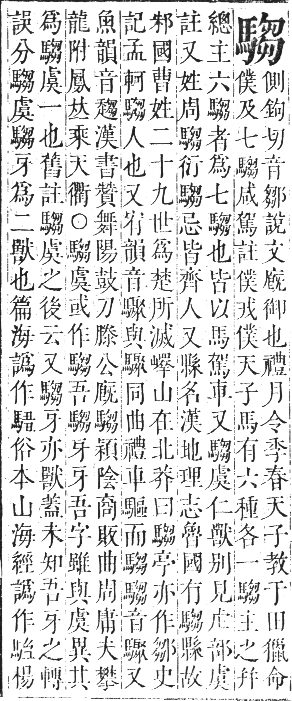 騶 側鉤切音鄒說文廐御也禮月令季春天子教于田獵命
僕及七騶咸駕註僕戎僕天子馬有六種各一騶主之幷
總主六騶者爲七騶也皆以馬駕車又騶虞仁獸別見虍部虞
註又姓周騶衍騶忌皆齊人又縣名漢地理志魯國有騶縣故
邾國曹姓二十九世爲楚所滅嶧山在北莽曰騶亭亦作鄒史
記孟軻騶人也又宥韻音驟與驟同曲禮車驅而騶音驟又
魚韻音趨漢書贊舞陽鼓刀滕公廐騶潁陰商販曲周庸夫攀
龍附鳳𠀤乘天衢○騶虞或作騶吾騶牙牙吾字雖與虞異其
爲騶虞一也舊註騶虞之後云又騶牙亦獸蓋未知吾牙之轉
誤分騶虞騶牙爲二獸也篇海譌作䮏俗本山海經譌作駘楊